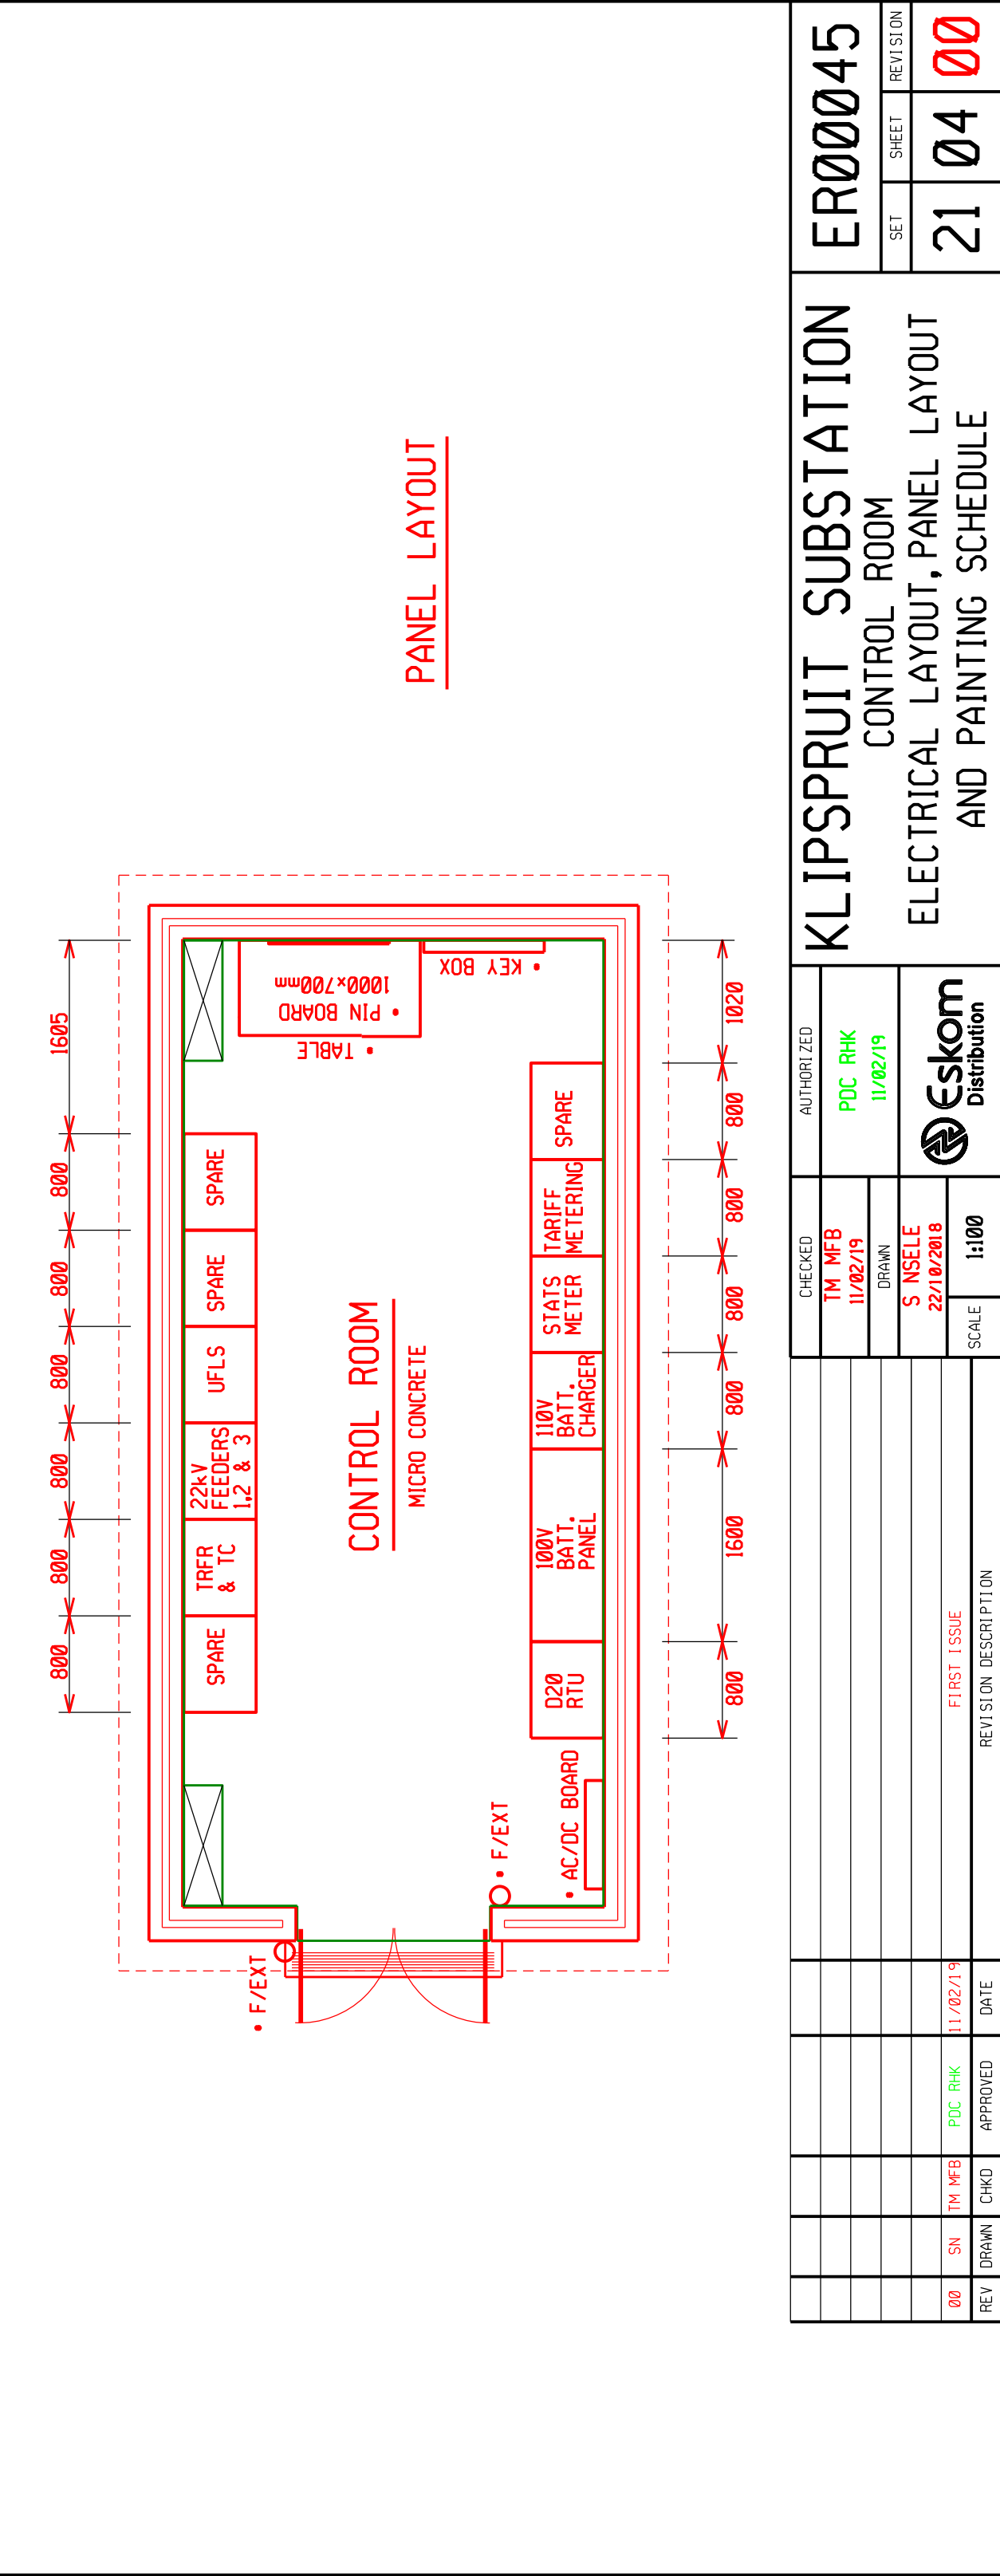 800
800
800
800
800
800
1605
SPARE
TRFR
& TC
22kV
FEEDERS
1,2 & 3
UFLS
SPARE
SPARE
• TABLE
• PIN BOARD
1000x700mm
• KEY BOX
CONTROL ROOM
MICRO CONCRETE
PANEL LAYOUT
• F/EXT
• F/EXT
• AC/DC BOARD
D20
RTU
100V
BATT.
PANEL
110V
BATT.
CHARGER
STATS
METER
TARIFF
METERING
SPARE
800
1600
800
800
800
800
1020
00
SN
TM MFB
PDC RHK
11/02/19
FIRST ISSUE
REV
DRAWN
CHKD
APPROVED
DATE
REVISION DESCRIPTION
CHECKED
TM MFB
11/02/19
DRAWN
S NSELE
22/10/2018
SCALE
1:100
AUTHORIZED
PDC RHK
11/02/19
Eskom
Distribution
KLIPSPRUIT SUBSTATION
CONTROL ROOM
ELECTRICAL LAYOUT, PANEL LAYOUT
AND PAINTING SCHEDULE
ER00045
SET
SHEET
REVISION
21
04
00